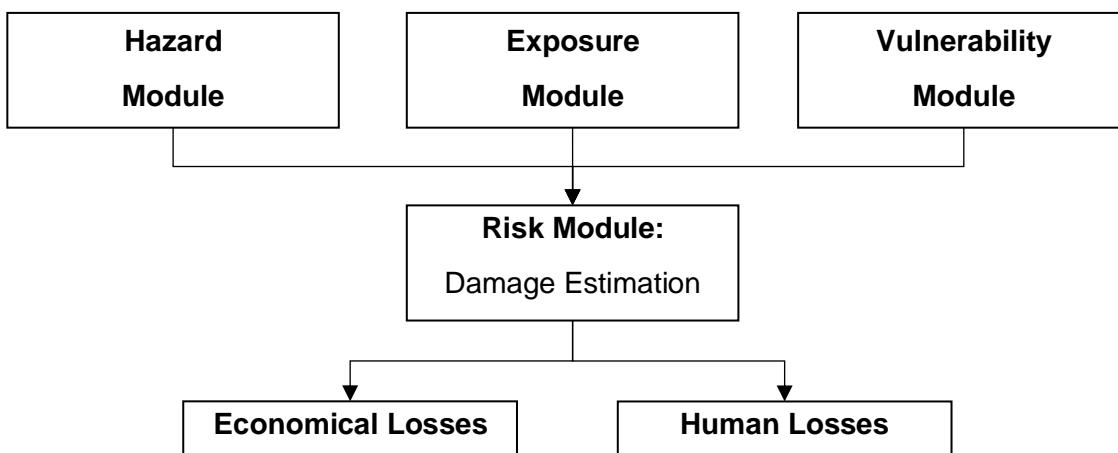 Hazard
Module
Exposure
Module
Vulnerability
Module
Risk Module:
Damage Estimation
Economical Losses
Human Losses